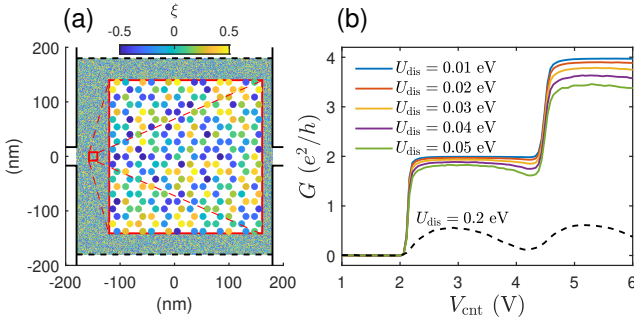 (a)
ξ
-0.5 0 0.5
200
100
0
-100
-200
(nm)
-200 -100 0 100 200
(nm)
(b)
4
3
2
1
0
G (e²/h)
U_dis = 0.01 eV
U_dis = 0.02 eV
U_dis = 0.03 eV
U_dis = 0.04 eV
U_dis = 0.05 eV
U_dis = 0.2 eV
1 2 3 4 5 6
V_cnt (V)